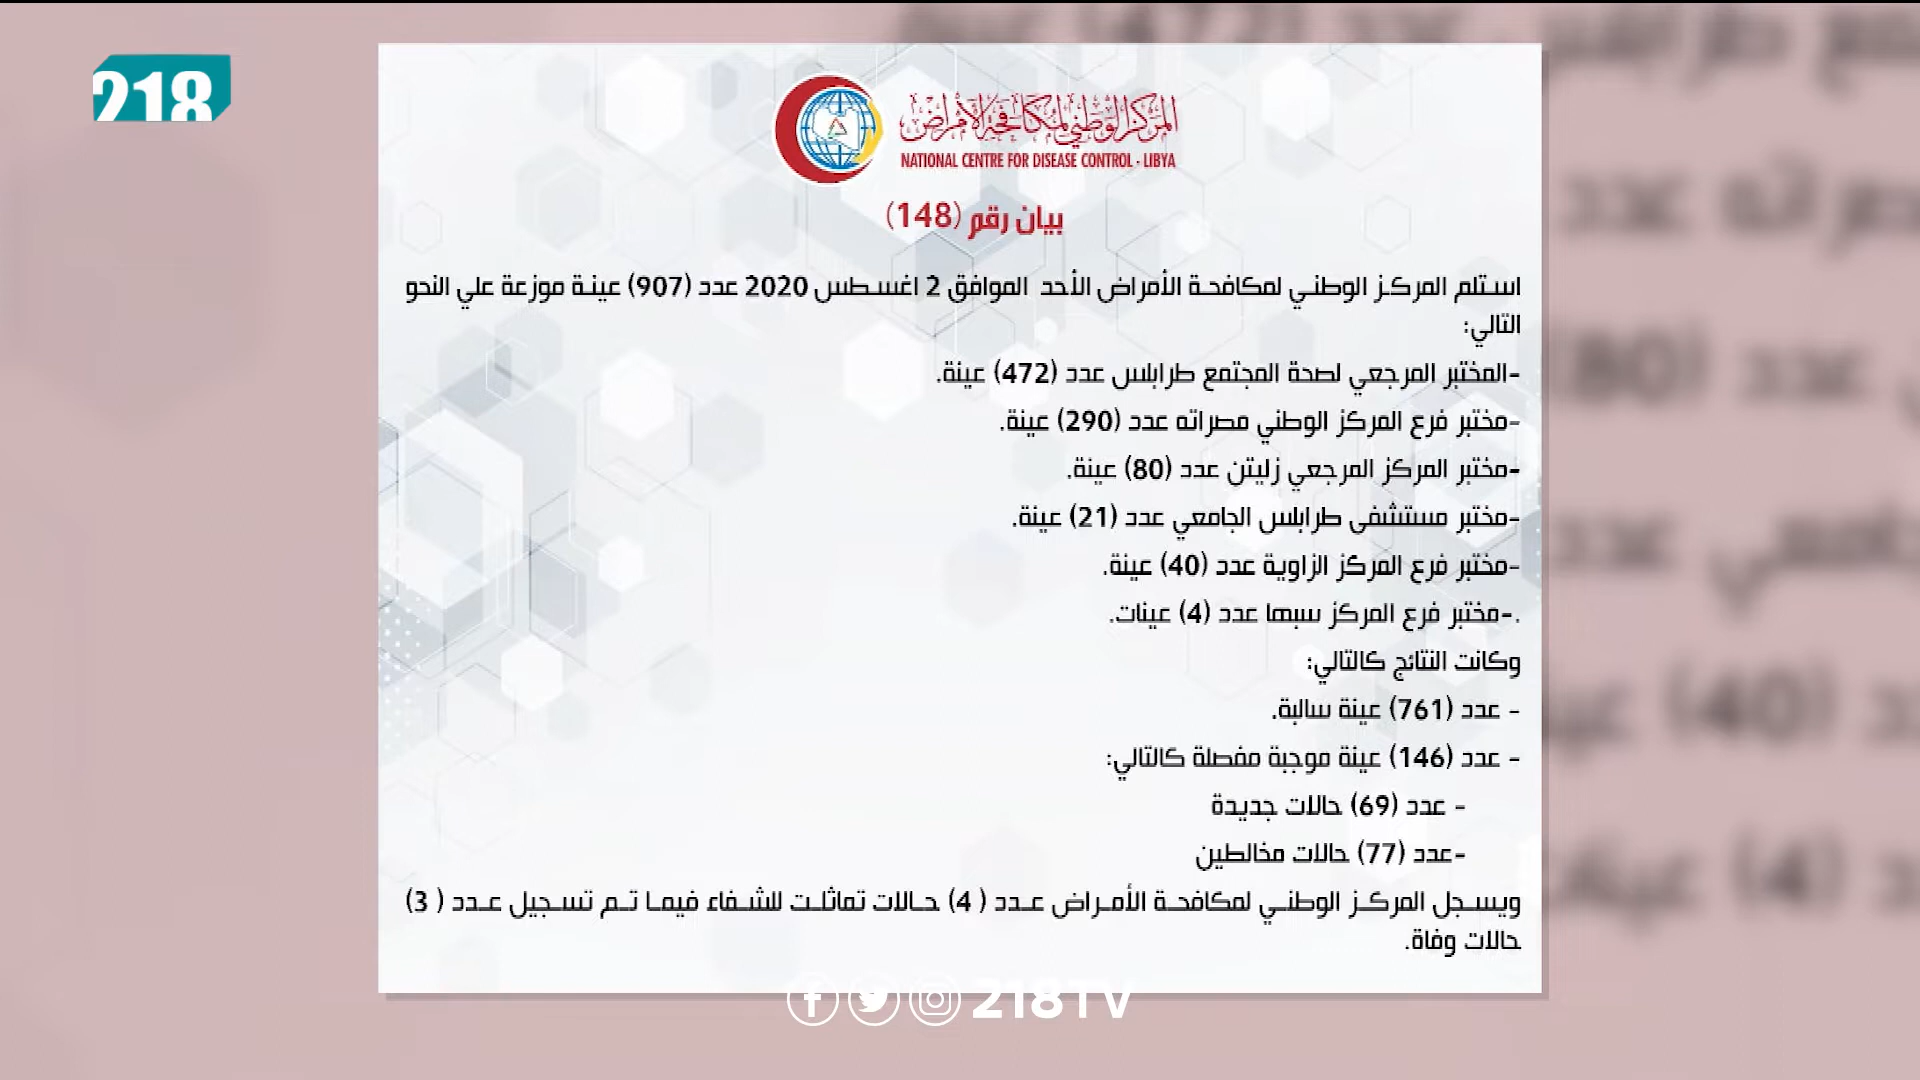 218
المركز الوطني لمكافحة الأمراض
NATIONAL CENTRE FOR DISEASE CONTROL - LIBYA
بيان رقم (148)
استلم المركز الوطني لمكافحة الأمراض الأحد الموافق 2 اغسطس 2020 عدد (907) عينة موزعة علي النحو
التالي:
-المختبر المرجعي لصحة المجتمع طرابلس عدد (472) عينة.
-مختبر فرع المركز الوطني مصراته عدد (290) عينة.
-مختبر المركز المرجعي زليتن عدد (80) عينة.
-مختبر مستشفى طرابلس الجامعي عدد (21) عينة.
-مختبر فرع المركز الزاوية عدد (40) عينة.
.-مختبر فرع المركز سبها عدد (4) عينات.
وكانت النتائج كالتالي:
- عدد (761) عينة سالبة.
- عدد (146) عينة موجبة مفصلة كالتالي:
- عدد (69) حالات جديدة
-عدد (77) حالات مخالطين
ويسجل المركز الوطني لمكافحة الأمراض عدد ( 4) حالات تماثلت للشفاء فيما تم تسجيل عدد ( 3)
حالات وفاة.
218TV